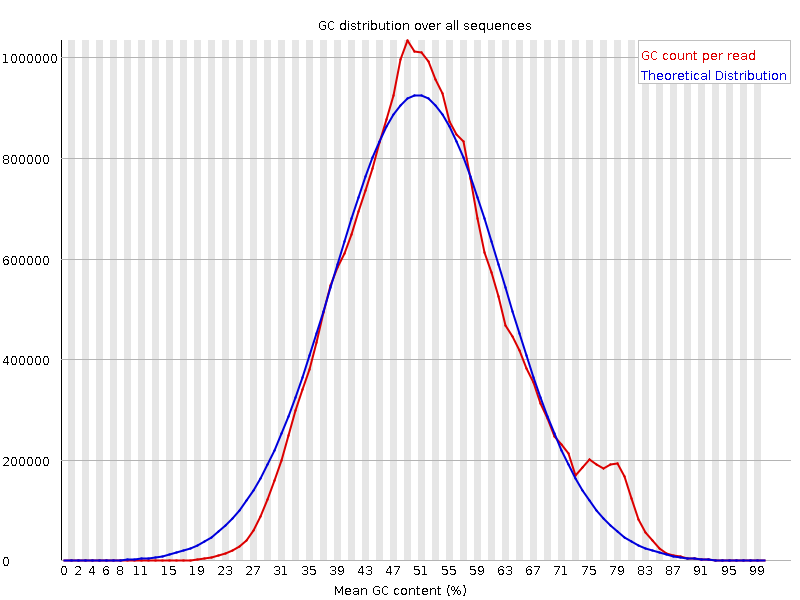 GC distribution over all sequences
GC count per read
Theoretical Distribution
1000000
800000
600000
400000
200000
0
0 2 4 6 8 11 15 19 23 27 31 35 39 43 47 51 55 59 63 67 71 75 79 83 87 91 95 99
Mean GC content (%)